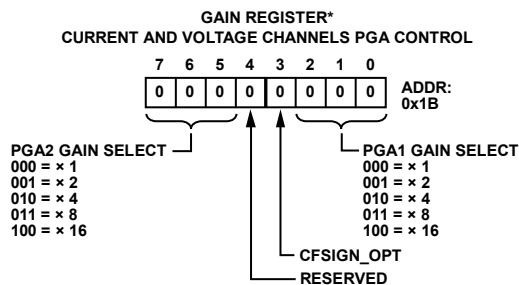 GAIN REGISTER*
CURRENT AND VOLTAGE CHANNELS PGA CONTROL
7 6 5 4 3 2 1 0
0 0 0 0 0 0 0 0
ADDR:
0x1B
PGA2 GAIN SELECT
000 = × 1
001 = × 2
010 = × 4
011 = × 8
100 = × 16
PGA1 GAIN SELECT
000 = × 1
001 = × 2
010 = × 4
011 = × 8
100 = × 16
CFSIGN_OPT
RESERVED